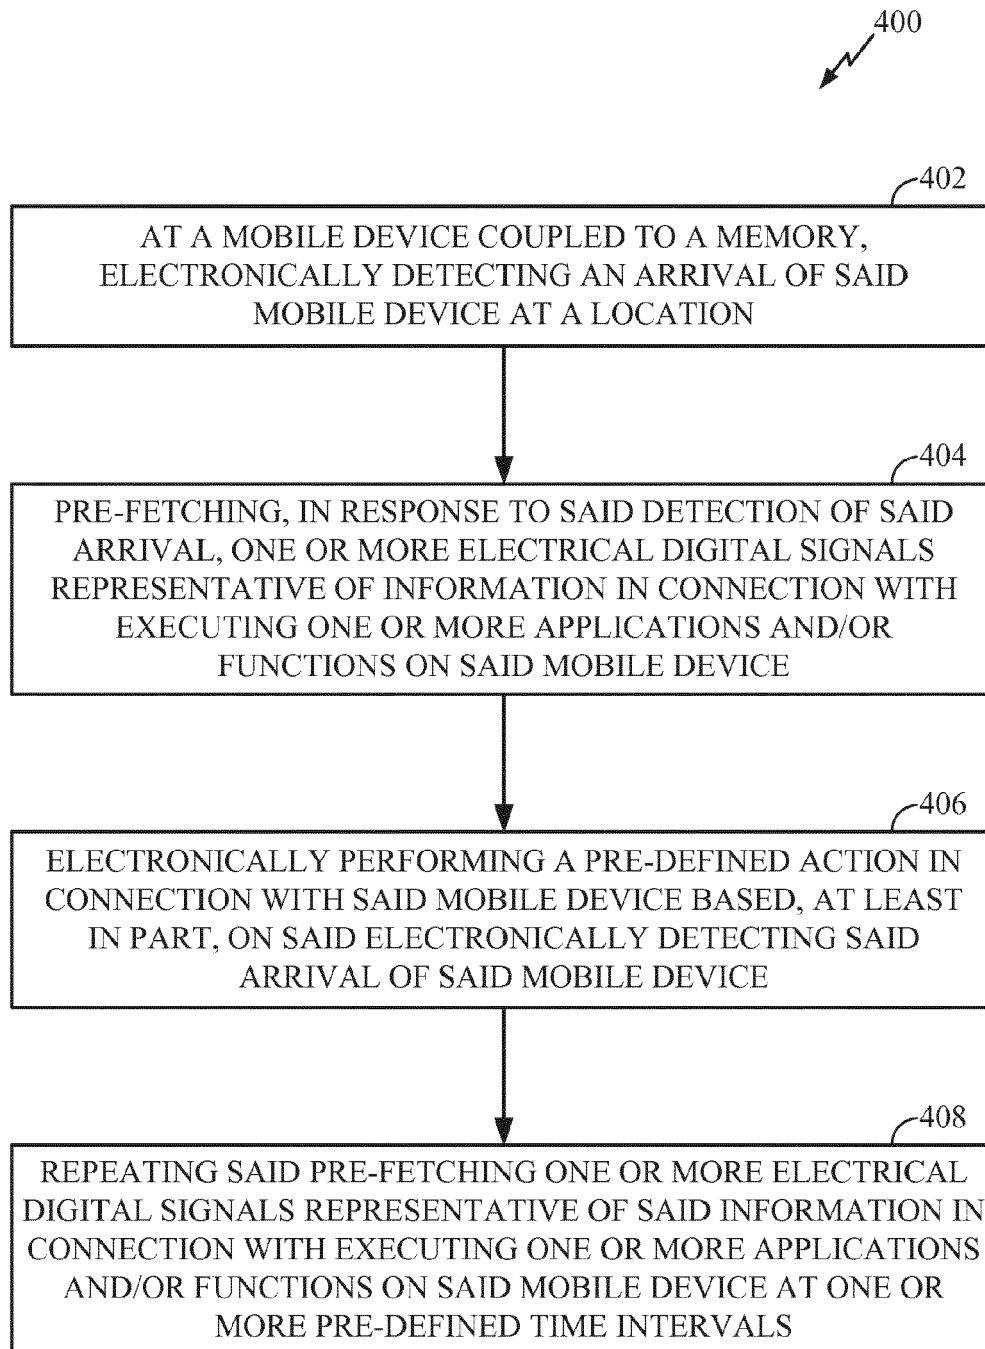 400
402
AT A MOBILE DEVICE COUPLED TO A MEMORY,
ELECTRONICALLY DETECTING AN ARRIVAL OF SAID
MOBILE DEVICE AT A LOCATION
404
PRE-FETCHING, IN RESPONSE TO SAID DETECTION OF SAID
ARRIVAL, ONE OR MORE ELECTRICAL DIGITAL SIGNALS
REPRESENTATIVE OF INFORMATION IN CONNECTION WITH
EXECUTING ONE OR MORE APPLICATIONS AND/OR
FUNCTIONS ON SAID MOBILE DEVICE
406
ELECTRONICALLY PERFORMING A PRE-DEFINED ACTION IN
CONNECTION WITH SAID MOBILE DEVICE BASED, AT LEAST
IN PART, ON SAID ELECTRONICALLY DETECTING SAID
ARRIVAL OF SAID MOBILE DEVICE
408
REPEATING SAID PRE-FETCHING ONE OR MORE ELECTRICAL
DIGITAL SIGNALS REPRESENTATIVE OF SAID INFORMATION IN
CONNECTION WITH EXECUTING ONE OR MORE APPLICATIONS
AND/OR FUNCTIONS ON SAID MOBILE DEVICE AT ONE OR
MORE PRE-DEFINED TIME INTERVALS